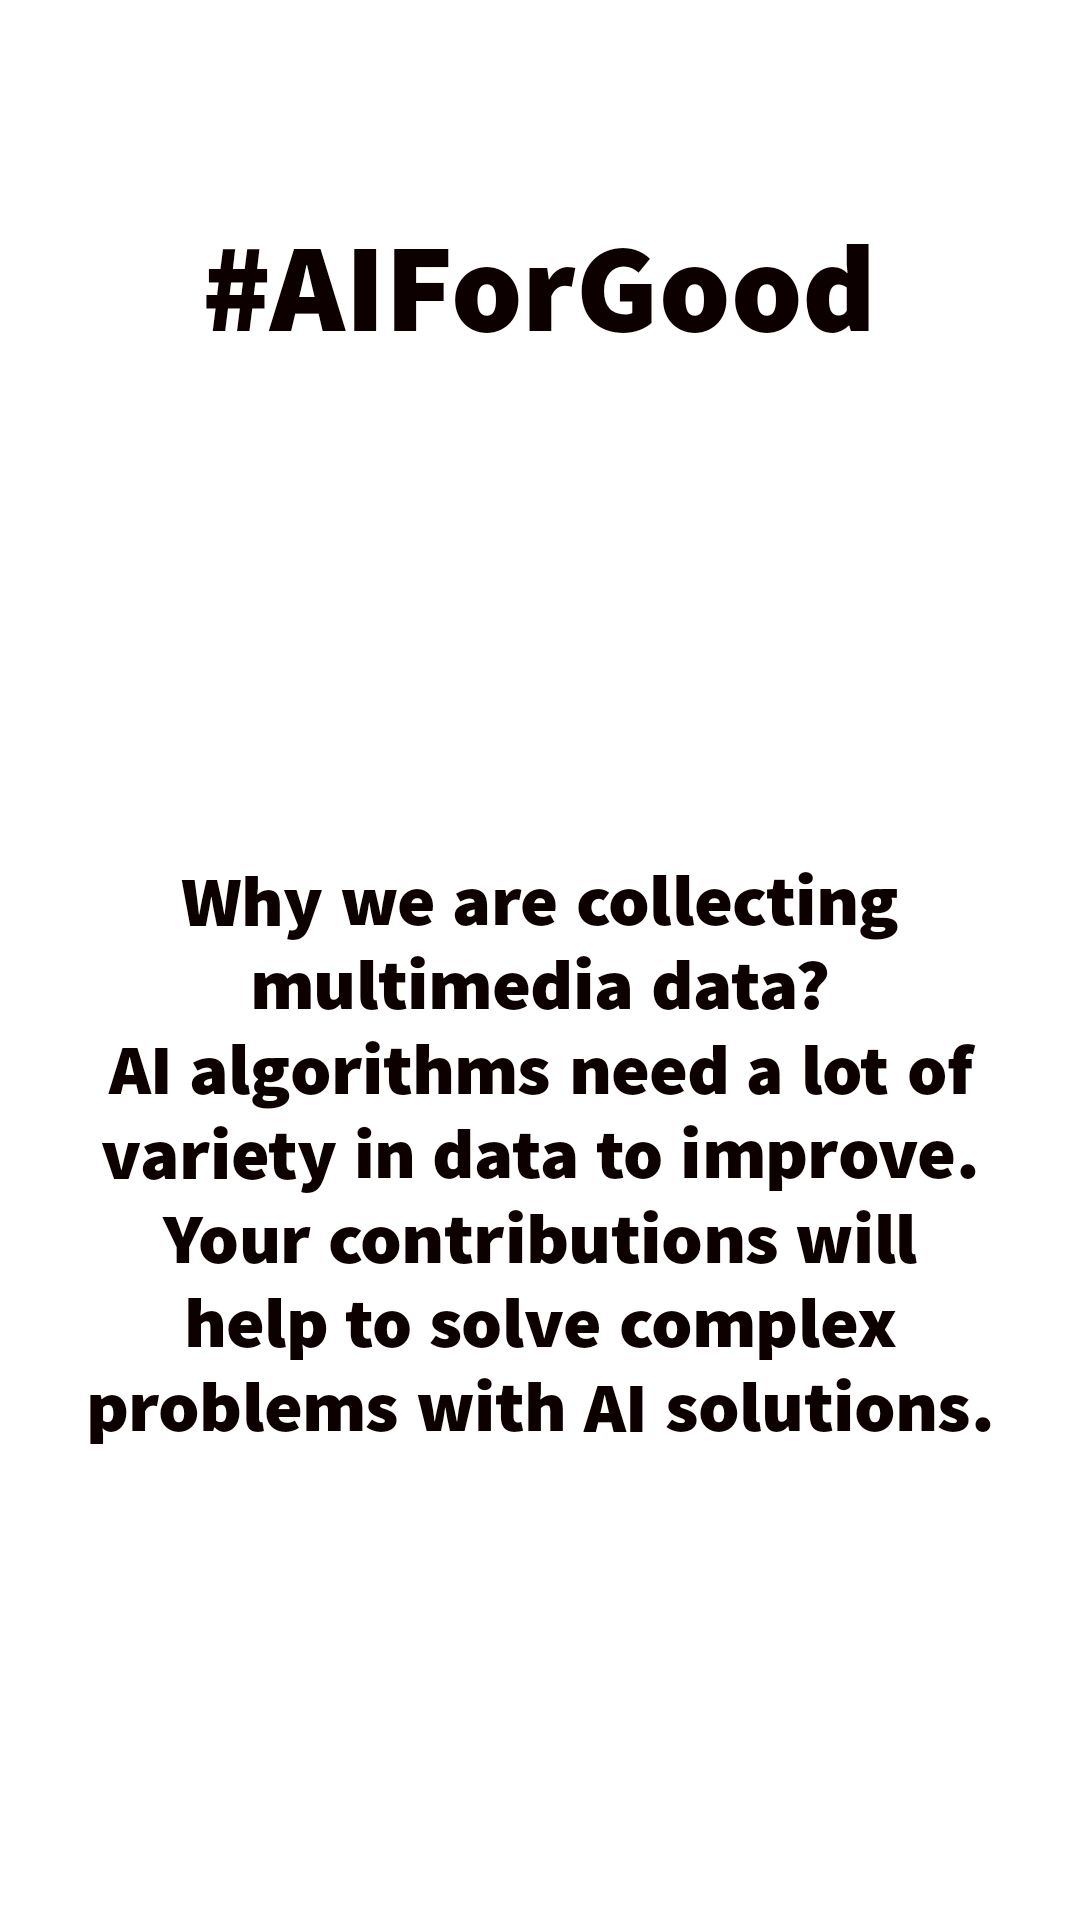 #AIForGood
Why we are collecting
multimedia data?
AI algorithms need a lot of
variety in data to improve.
Your contributions will
help to solve complex
problems with AI solutions.